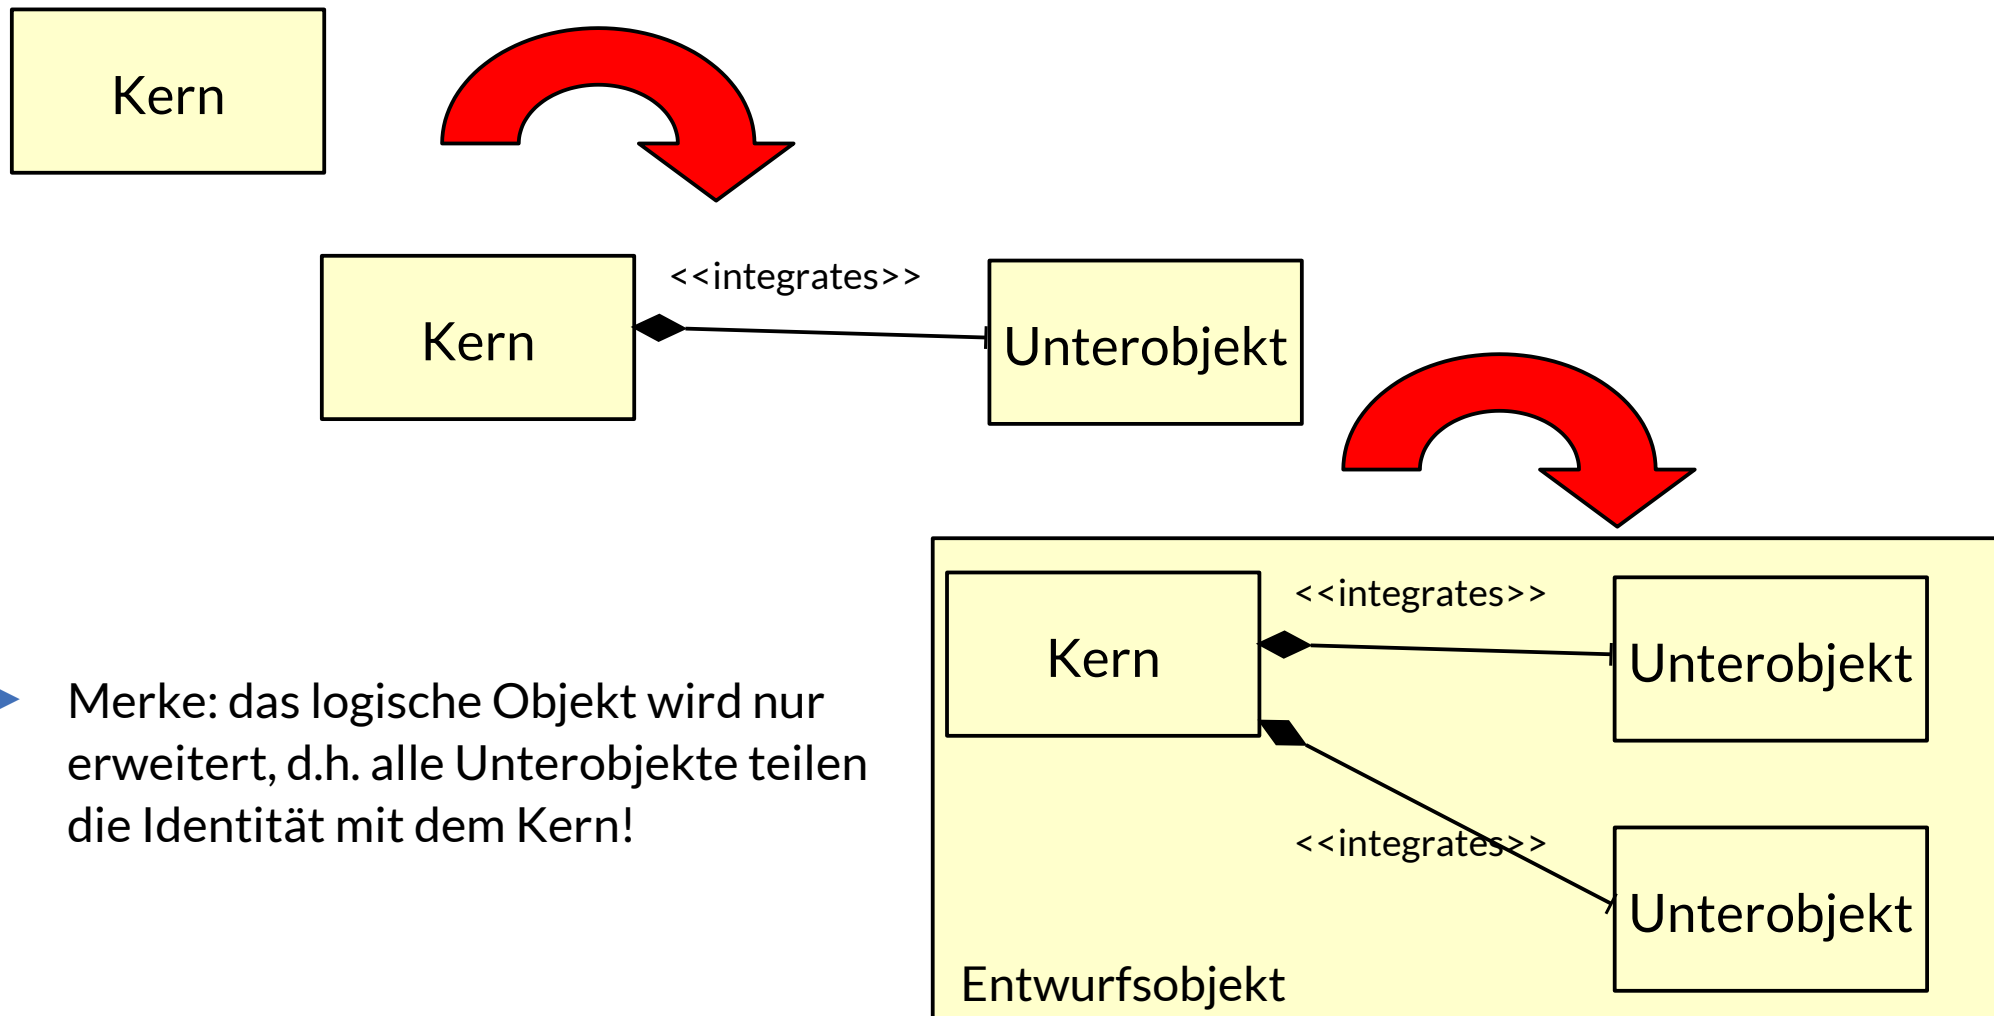 Kern
<<integrates>>
Kern
Unterobjekt
<<integrates>>
Kern
Unterobjekt
Merke: das logische Objekt wird nur
erweitert, d.h. alle Unterobjekte teilen
die Identität mit dem Kern!
<<integrates>>
Unterobjekt
Entwurfsobjekt